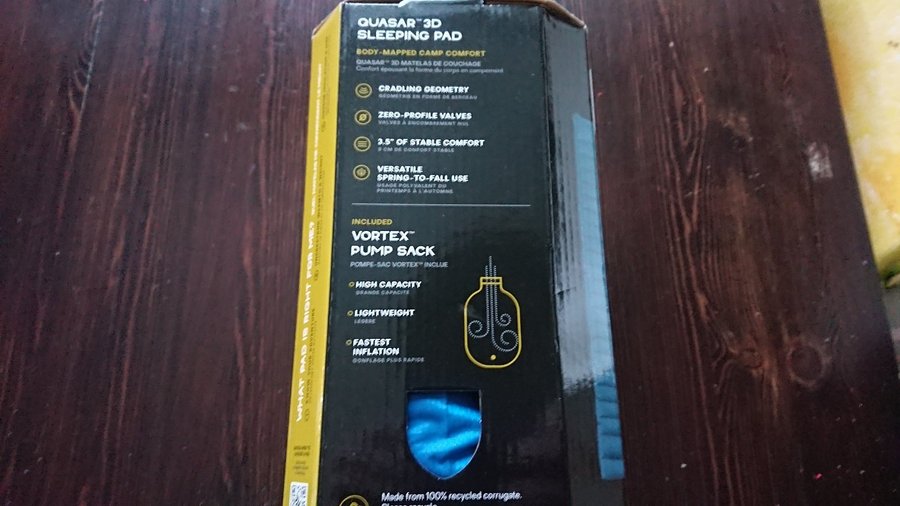 QUASAR™ 3D
SLEEPING PAD
BODY-MAPPED CAMP COMFORT
QUASAR™ 3D MATELAS DE COUCHAGE
Confort épousant la forme du corps en campement
CRADLING GEOMETRY
GÉOMÉTRIE EN FORME DE BERCEAU
ZERO-PROFILE VALVES
VALVES À ENCOMBREMENT NUL
3.5" OF STABLE COMFORT
9 CM DE CONFORT STABLE
VERSATILE
SPRING-TO-FALL USE
USAGE POLYVALENT DU
PRINTEMPS À L'AUTOMNE
INCLUDED
VORTEX™
PUMP SACK
POMPE-SAC VORTEX™ INCLUE
HIGH CAPACITY
GRANDE CAPACITÉ
LIGHTWEIGHT
LÉGÈRE
FASTEST
INFLATION
GONFLAGE PLUS RAPIDE
Made from 100% recycled corrugate.
Please recycle.
WHAT PAD IS RIGHT FOR ME?